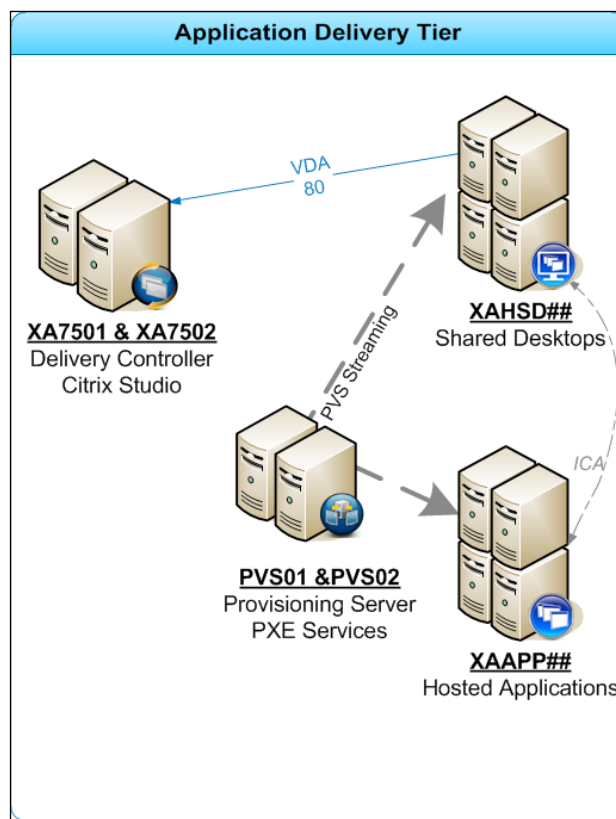 Application Delivery Tier
VDA
80
XA7501 & XA7502
Delivery Controller
Citrix Studio
XAHSD##
Shared Desktops
PVS Streaming
ICA
PVS01 &PVS02
Provisioning Server
PXE Services
XAAPP##
Hosted Applications